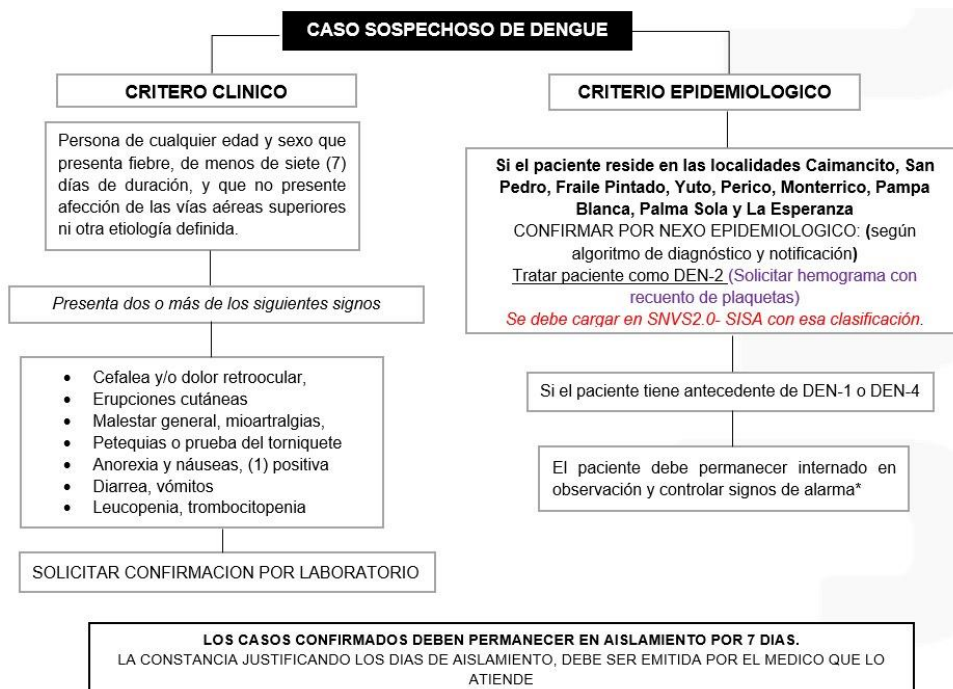 CASO SOSPECHOSO DE DENGUE
CRITERO CLINICO
Persona de cualquier edad y sexo que
presenta fiebre, de menos de siete (7)
días de duración, y que no presente
afección de las vías aéreas superiores
ni otra etiología definida.
Presenta dos o más de los siguientes signos
• Cefalea y/o dolor retroocular,
• Erupciones cutáneas
• Malestar general, mioartralgias,
• Petequias o prueba del torniquete
• Anorexia y náuseas, (1) positiva
• Diarrea, vómitos
• Leucopenia, trombocitopenia
SOLICITAR CONFIRMACION POR LABORATORIO
CRITERIO EPIDEMIOLOGICO
Si el paciente reside en las localidades Caimancito, San
Pedro, Fraile Pintado, Yuto, Perico, Monterrico, Pampa
Blanca, Palma Sola y La Esperanza
CONFIRMAR POR NEXO EPIDEMIOLOGICO: (según
algoritmo de diagnóstico y notificación)
Tratar paciente como DEN-2 (Solicitar hemograma con
recuento de plaquetas)
Se debe cargar en SNVS2.0- SISA con esa clasificación.
Si el paciente tiene antecedente de DEN-1 o DEN-4
El paciente debe permanecer internado en
observación y controlar signos de alarma*
LOS CASOS CONFIRMADOS DEBEN PERMANECER EN AISLAMIENTO POR 7 DIAS.
LA CONSTANCIA JUSTIFICANDO LOS DIAS DE AISLAMIENTO, DEBE SER EMITIDA POR EL MEDICO QUE LO
ATIENDE